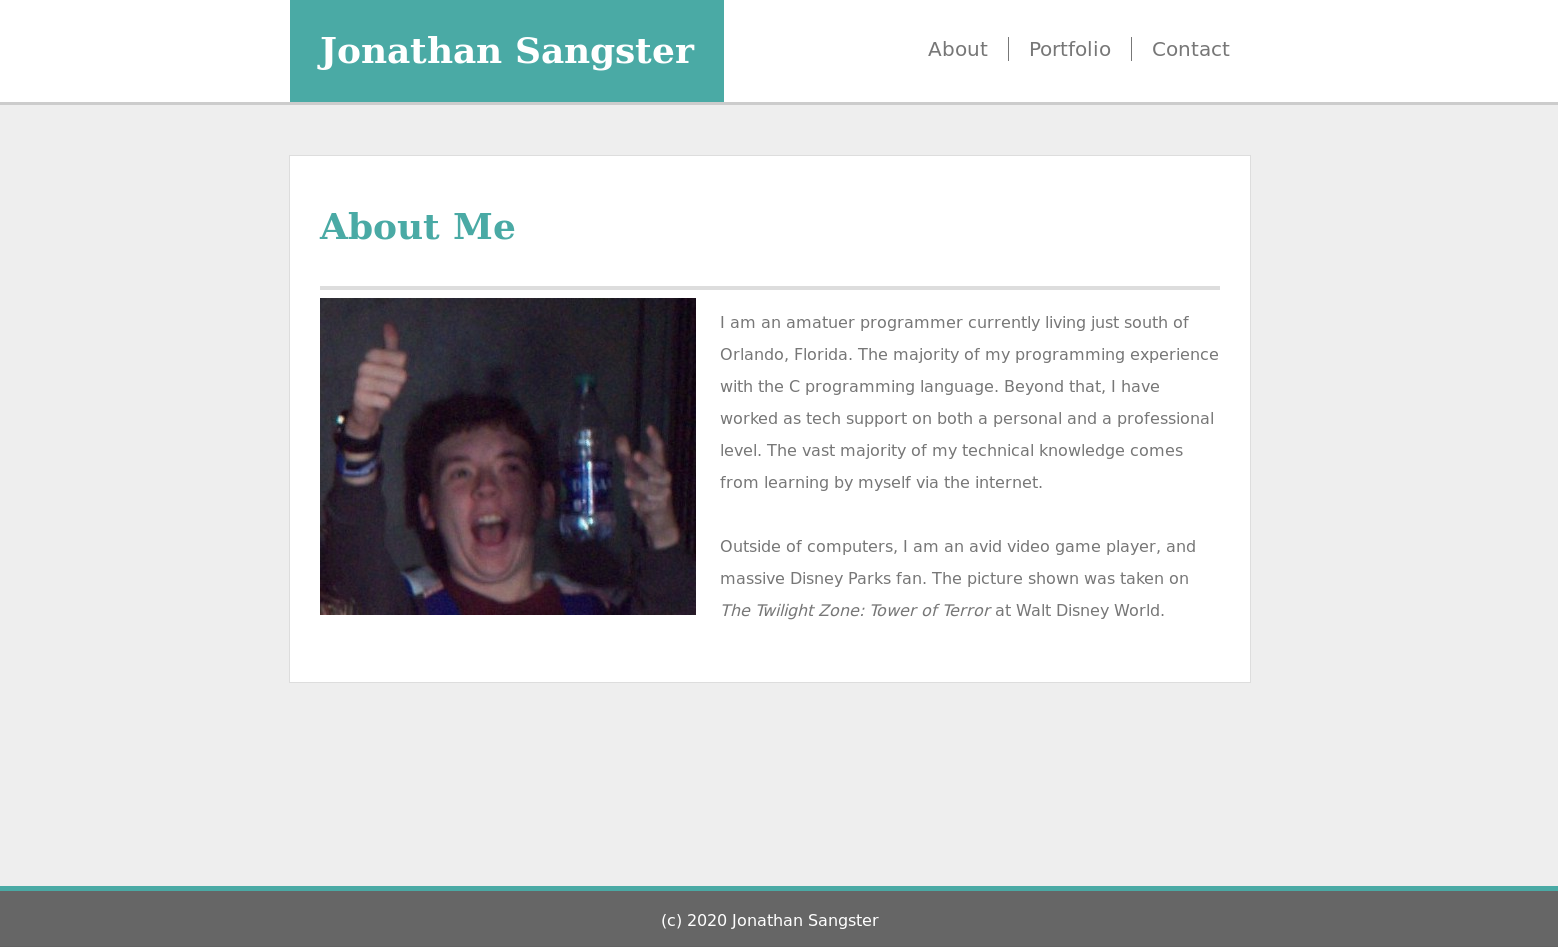 Jonathan Sangster
About
Portfolio
Contact
About Me
I am an amatuer programmer currently living just south of
Orlando, Florida. The majority of my programming experience
with the C programming language. Beyond that, I have
worked as tech support on both a personal and a professional
level. The vast majority of my technical knowledge comes
from learning by myself via the internet.
Outside of computers, I am an avid video game player, and
massive Disney Parks fan. The picture shown was taken on
The Twilight Zone: Tower of Terror at Walt Disney World.
(c) 2020 Jonathan Sangster